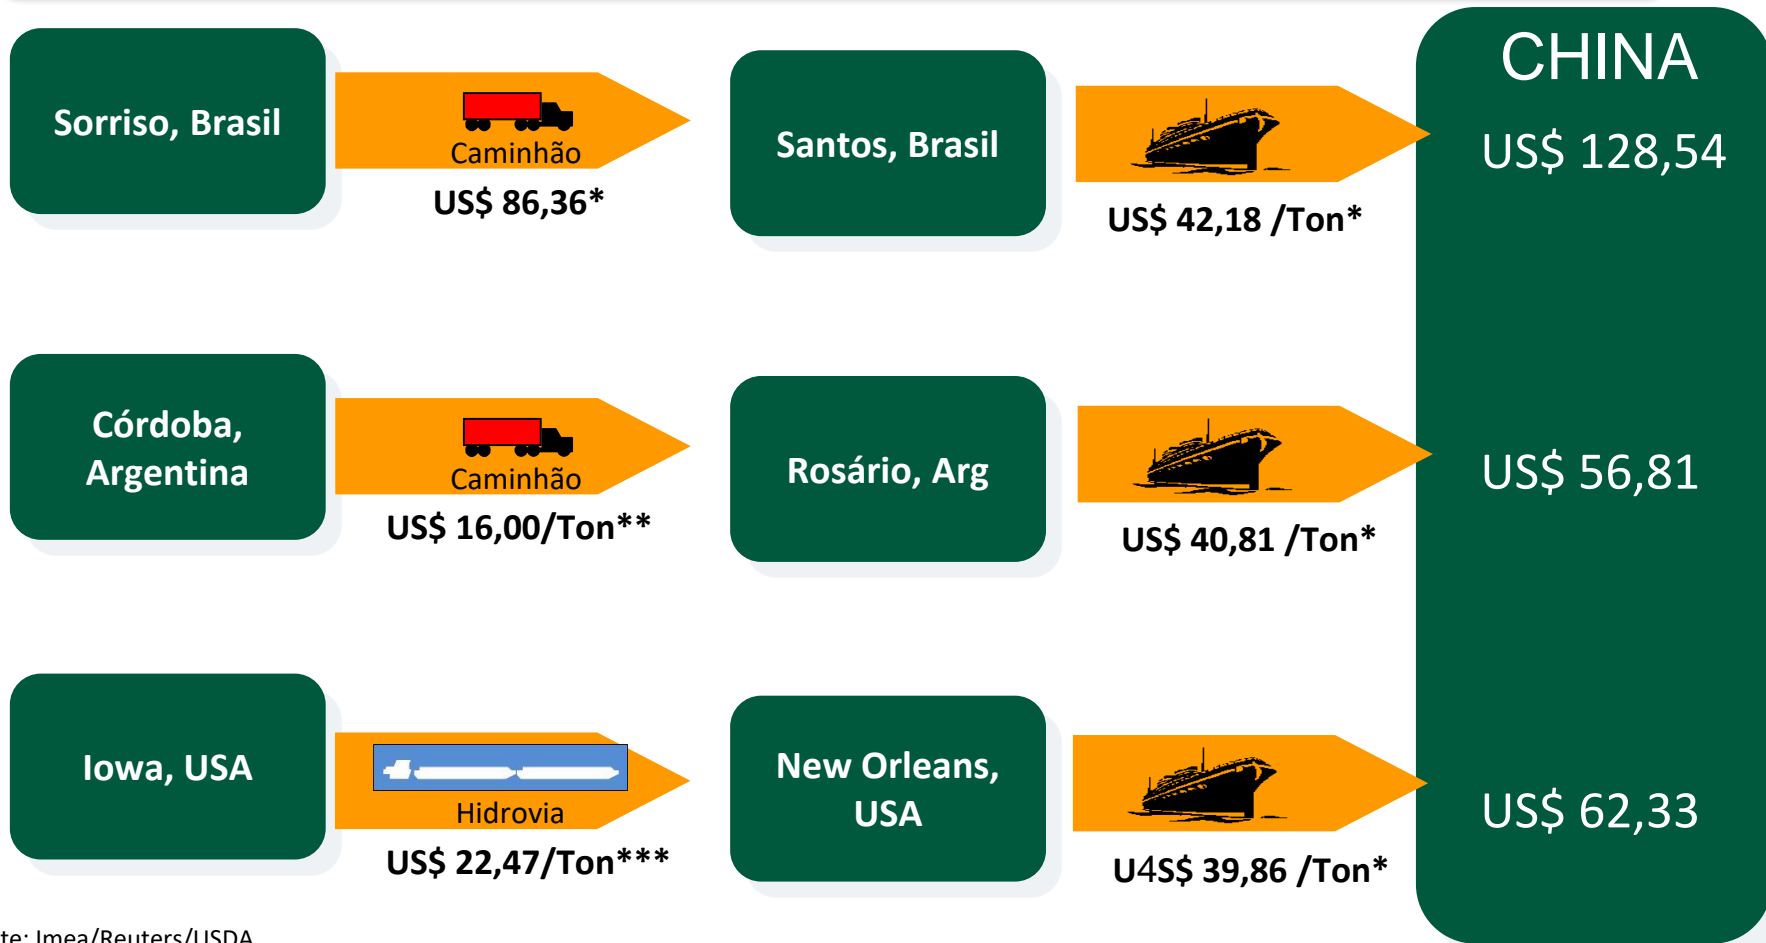 CHINA
Sorriso, Brasil
Caminhão
US$ 86,36*
Santos, Brasil
US$ 42,18 /Ton*
US$ 128,54
Córdoba,
Argentina
Caminhão
US$ 16,00/Ton**
Rosário, Arg
US$ 40,81 /Ton*
US$ 56,81
Iowa, USA
Hidrovia
US$ 22,47/Ton***
New Orleans,
USA
U4S$ 39,86 /Ton*
US$ 62,33
te: Imea/Reuters/USDA